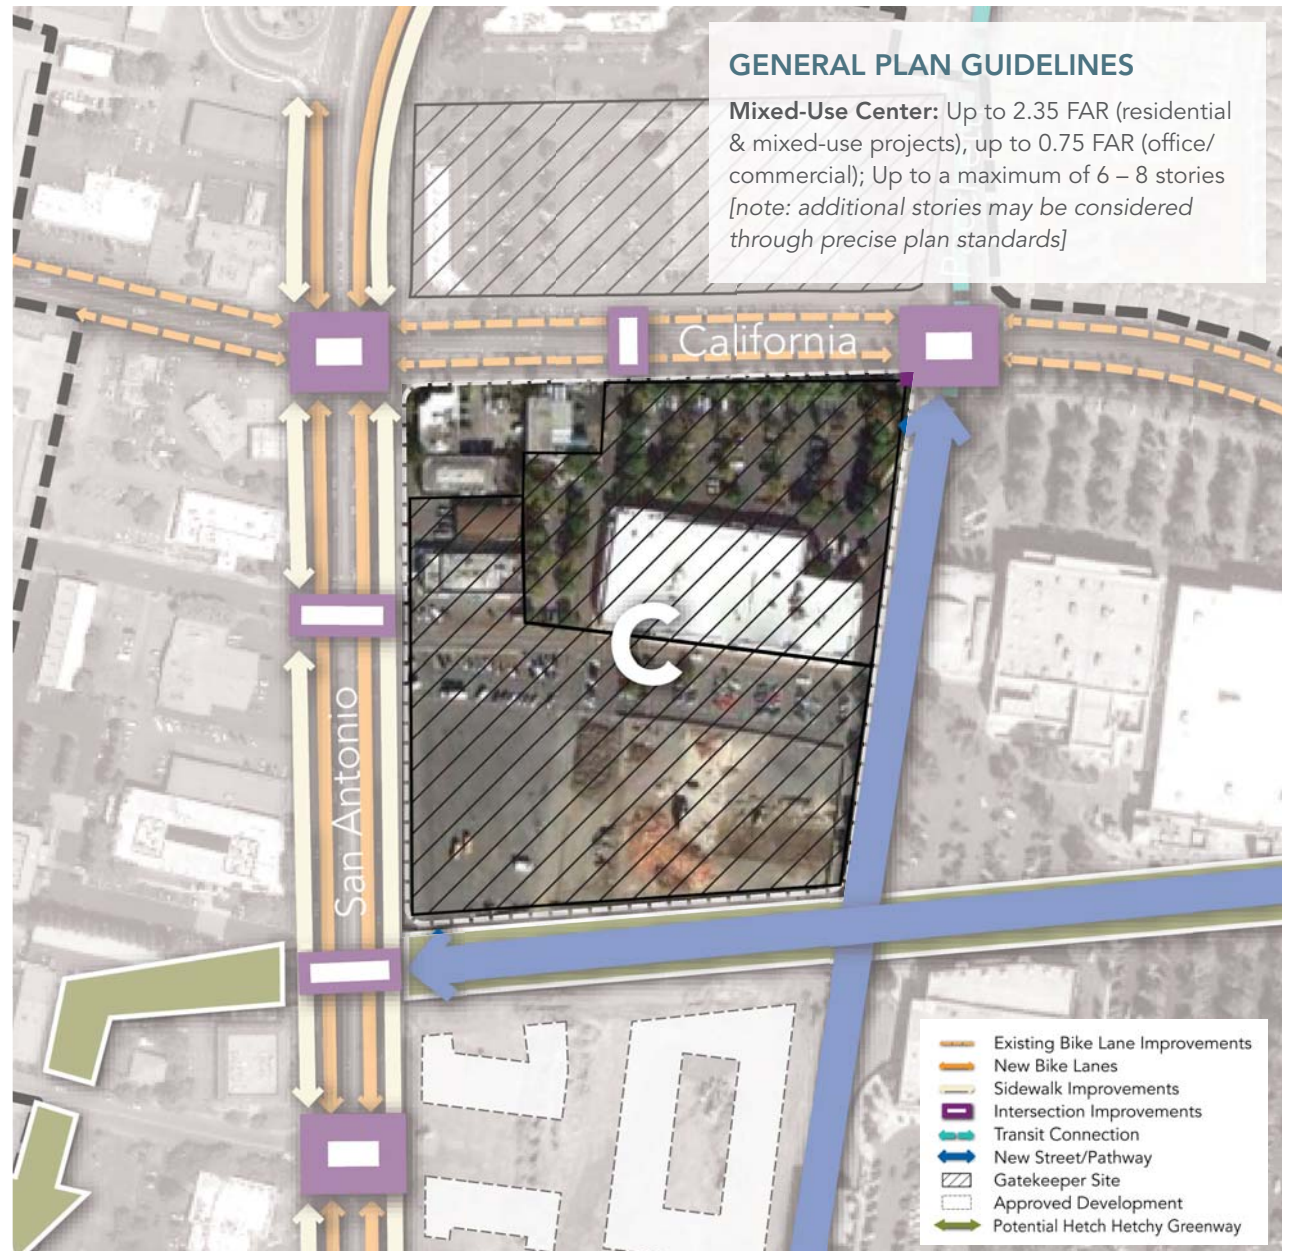 GENERAL PLAN GUIDELINES
Mixed-Use Center: Up to 2.35 FAR (residential
& mixed-use projects), up to 0.75 FAR (office/
commercial); Up to a maximum of 6 – 8 stories
[note: additional stories may be considered
through precise plan standards]
California
C
San Antonio
Existing Bike Lane Improvements
New Bike Lanes
Sidewalk Improvements
Intersection Improvements
Transit Connection
New Street/Pathway
Gatekeeper Site
Approved Development
Potential Hetch Hetchy Greenway